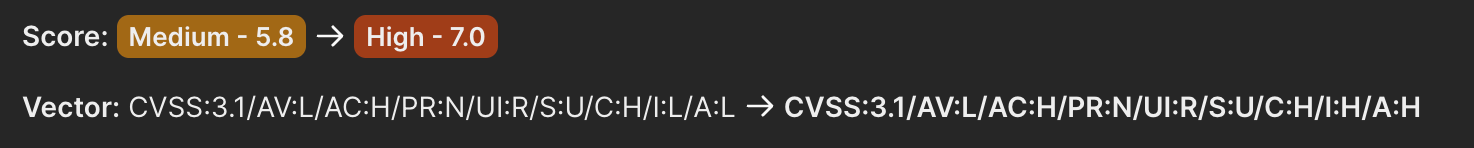 Score: Medium - 5.8 → High - 7.0
Vector: CVSS:3.1/AV:L/AC:H/PR:N/UI:R/S:U/C:H/I:L/A:L → CVSS:3.1/AV:L/AC:H/PR:N/UI:R/S:U/C:H/I:H/A:H